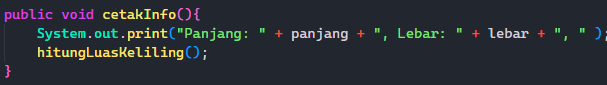 public void cetakInfo(){
System.out.print("Panjang: " + panjang + ", Lebar: " + lebar + ", " );
hitungLuasKeliling();
}